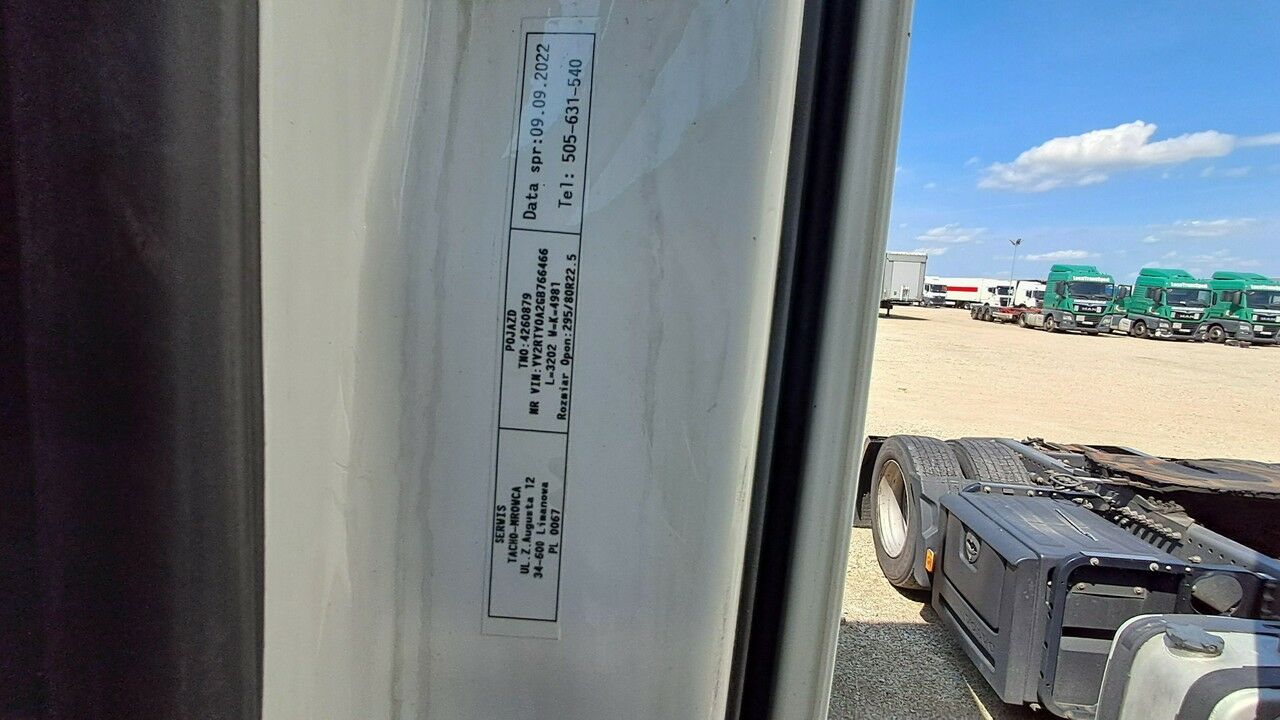 SERWIS
TACHO-MROWCA
UL. Z.Augusta 12
34-600 Limanowa
PL 0067
POJAZD
TNO:4260879
NR VIN:YV2RTY0A2GB766466
L=3202 W-K=4981
Rozmiar Opon:295/80R22.5
Data spr:09.09.2022
Tel: 505-631-540